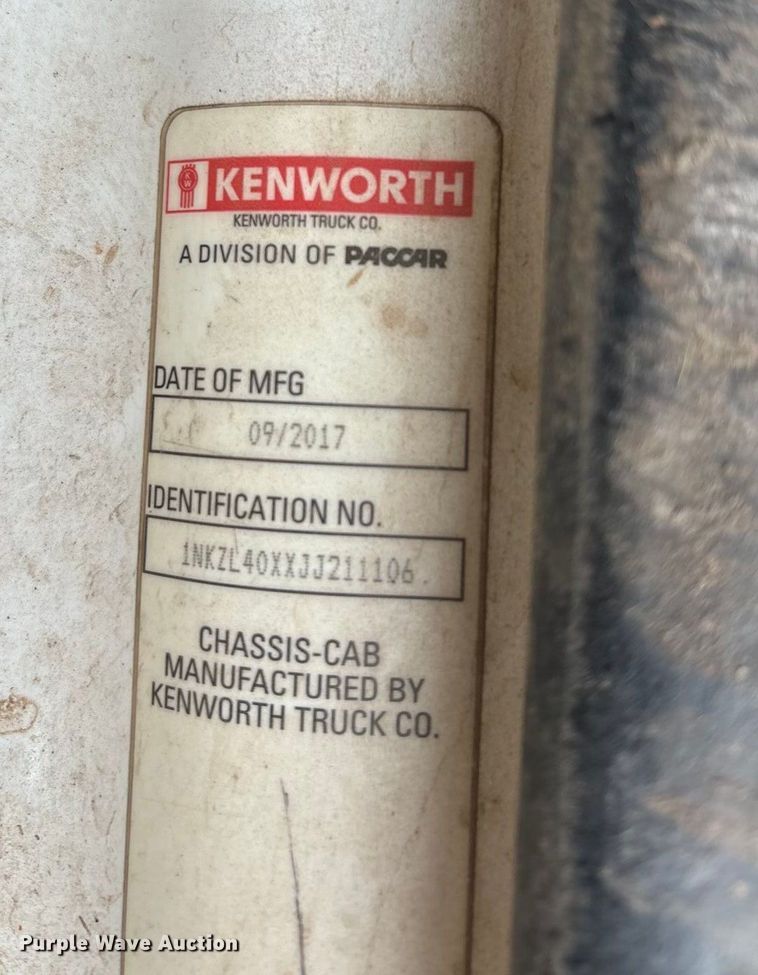 KW KENWORTH
KENWORTH TRUCK CO.
A DIVISION OF PACCAR
DATE OF MFG
09/2017
IDENTIFICATION NO.
1NKZL40XXJJ211106
CHASSIS-CAB
MANUFACTURED BY
KENWORTH TRUCK CO.
Purple Wave Auction